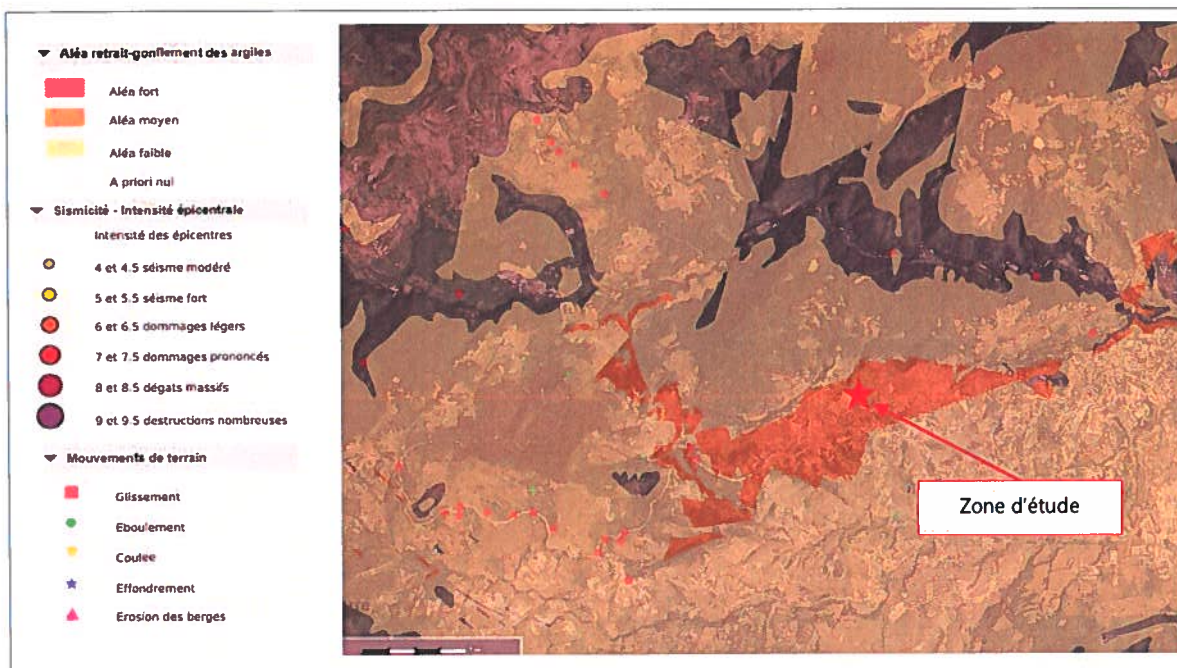 Aléa retrait-gonflement des argiles
Aléa fort
Aléa moyen
Aléa faible
A priori nul
Sismicité - Intensité épicentrale
Intensité des épicentres
4 et 4.5 séisme modéré
5 et 5.5 séisme fort
6 et 6.5 dommages légers
7 et 7.5 dommages prononcés
8 et 8.5 dégats massifs
9 et 9.5 destructions nombreuses
Mouvements de terrain
Glissement
Eboulement
Coulee
Effondrement
Erosion des berges
Zone d'étude